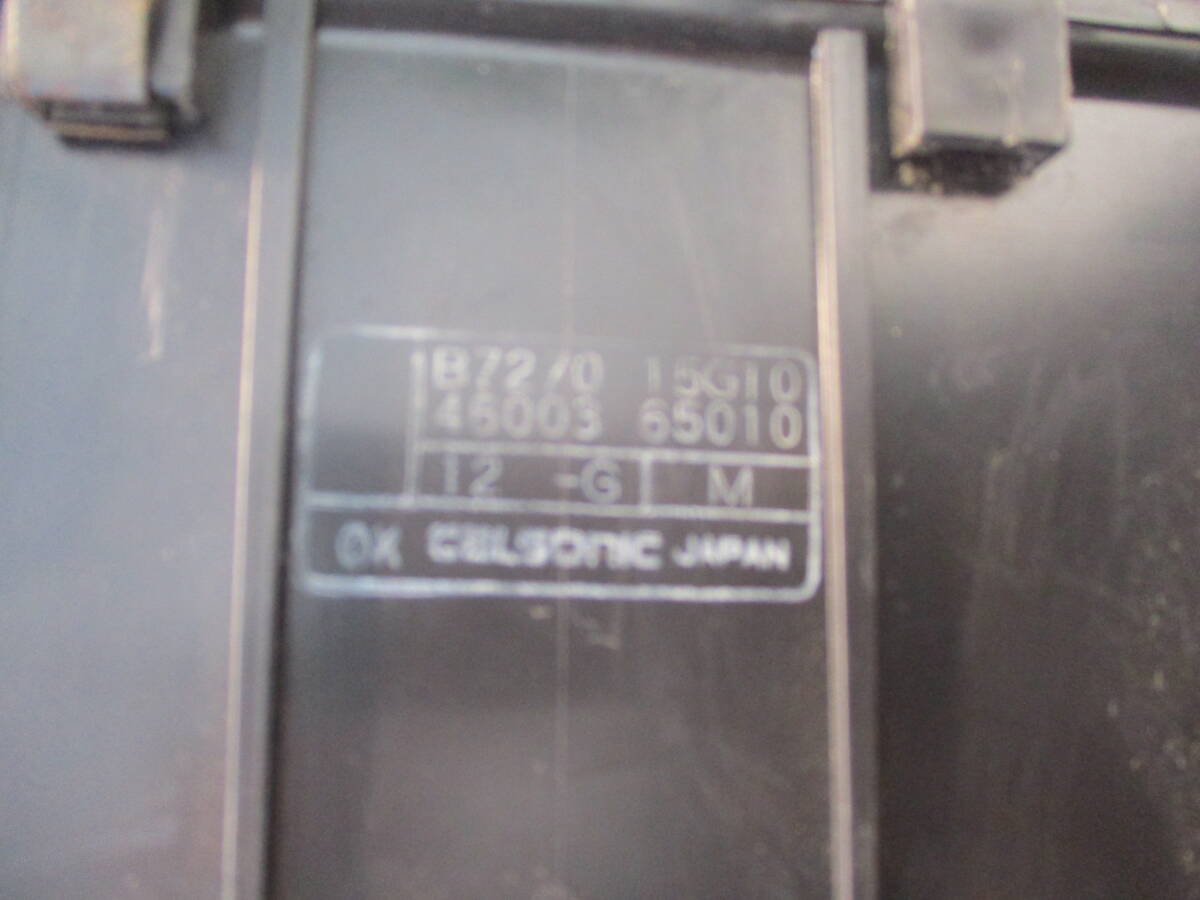 B7270 15G10
45003 65010
12 -G M
OK CALSONIC JAPAN